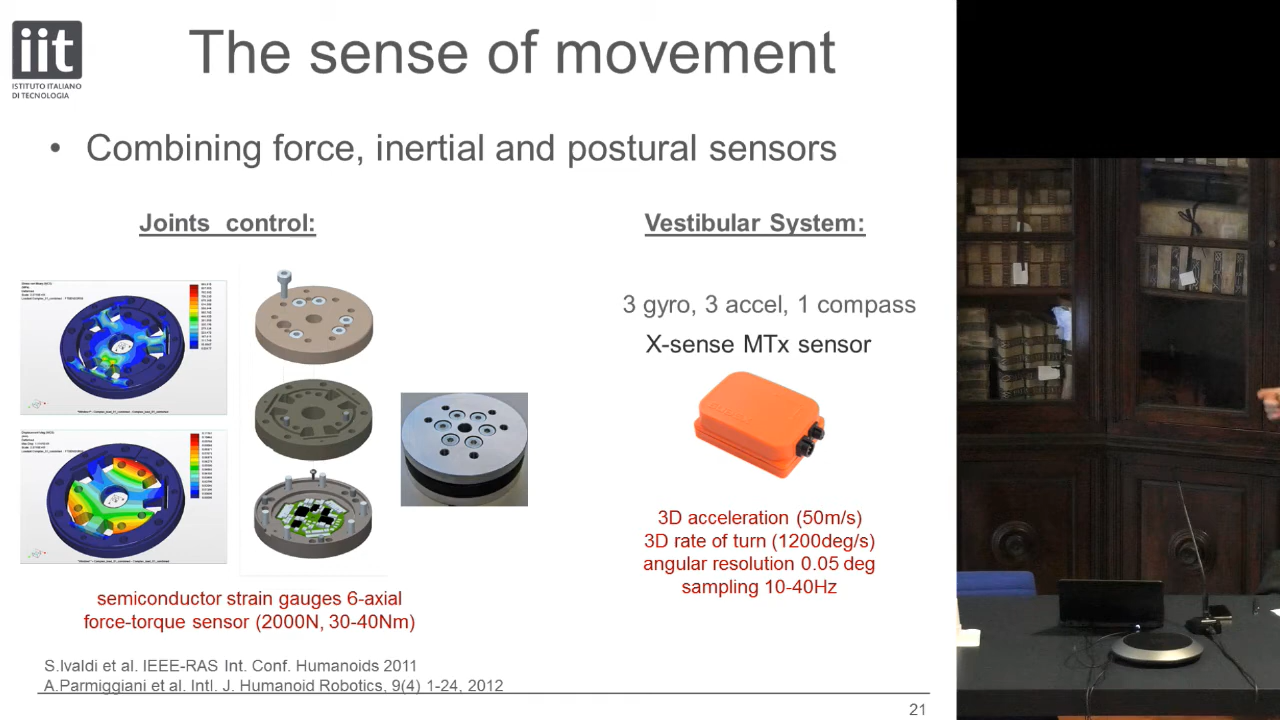 iit
ISTITUTO ITALIANO
DI TECNOLOGIA
The sense of movement
• Combining force, inertial and postural sensors
Joints control:
Vestibular System:
3 gyro, 3 accel, 1 compass
X-sense MTx sensor
3D acceleration (50m/s)
3D rate of turn (1200deg/s)
angular resolution 0.05 deg
sampling 10-40Hz
semiconductor strain gauges 6-axial
force-torque sensor (2000N, 30-40Nm)
S.Ivaldi et al. IEEE-RAS Int. Conf. Humanoids 2011
A.Parmiggiani et al. Intl. J. Humanoid Robotics, 9(4) 1-24, 2012
21